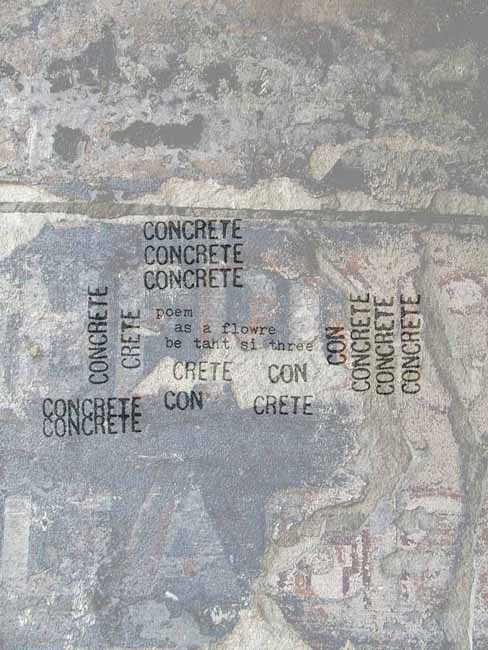 CONCRETE
CONCRETE
CONCRETE
CONCRETE
CRETE
poem
as a flowre
be taht si three
CON
CONCRETE
CONCRETE
CONCRETE
CRETE CON
CON CRETE
CONCRETE
CONCRETE